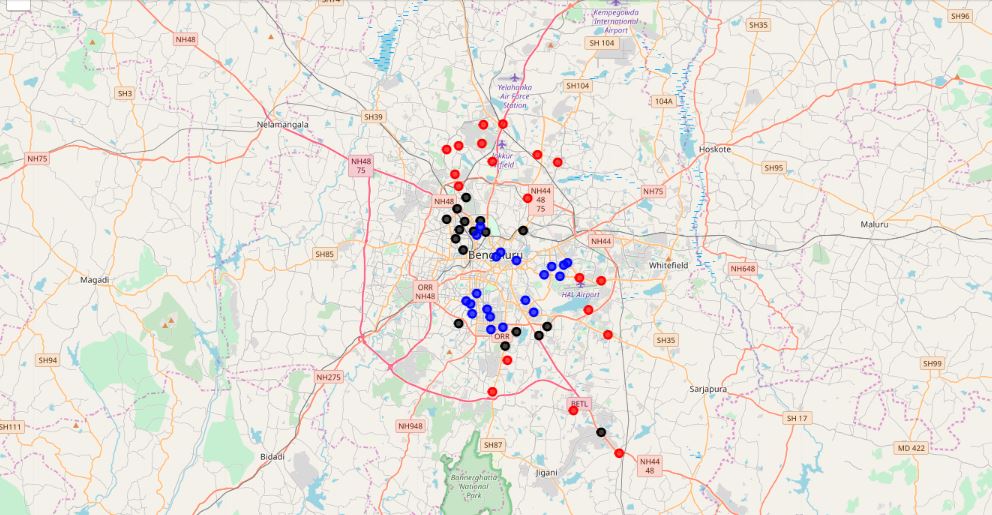 SH74
SH96
Kempegowda
International
Airport
SH35
NH48
SH 104
Yelahanka
Air Force
Station
SH104
SH3
104A
SH39
Nelamangala
Hoskote
NH75
NH48
75
SH95
NH44
48
75
NH75
NH48
Maluru
NH44
SH85
Bengaluru
Whitefield
NH648
Magadi
ORR
NH48
HAL Airport
ORR
SH35
SH94
SH99
NH275
Sarjapura
BETL
SH 17
SH111
NH948
SH87
MD 422
Bidadi
Jigani
NH44
48
Bannerghatta
National
Park